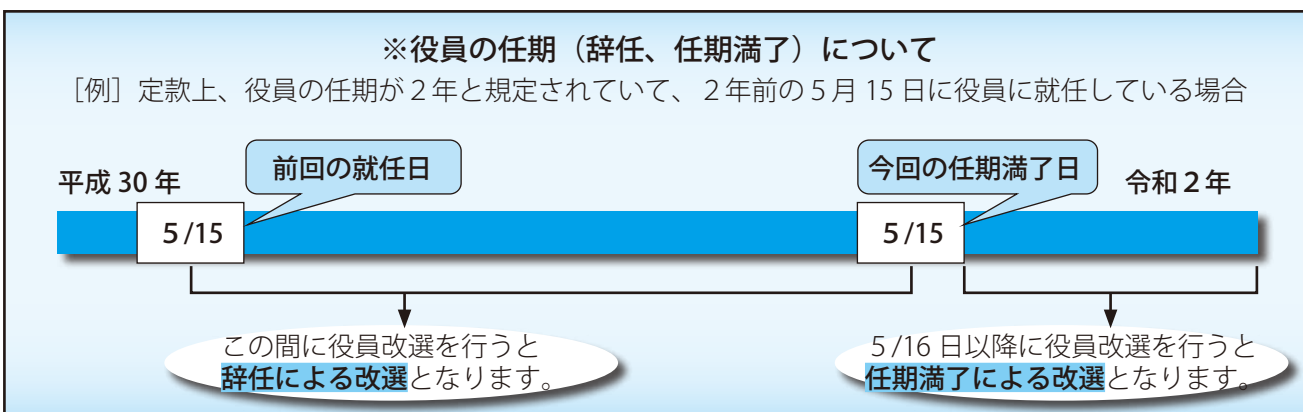 ※役員の任期（辞任、任期満了）について
［例］定款上、役員の任期が２年と規定されていて、２年前の５月 15 日に役員に就任している場合
平成 30 年
前回の就任日
今回の任期満了日
令和２年
５/15
５/15
この間に役員改選を行うと
辞任による改選となります。
５/16 日以降に役員改選を行うと
任期満了による改選となります。